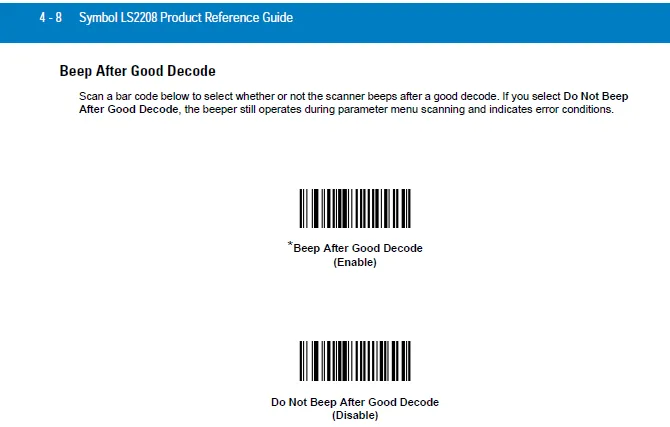 4 - 8 Symbol LS2208 Product Reference Guide
Beep After Good Decode
Scan a bar code below to select whether or not the scanner beeps after a good decode. If you select Do Not Beep
After Good Decode, the beeper still operates during parameter menu scanning and indicates error conditions.
*Beep After Good Decode
(Enable)
Do Not Beep After Good Decode
(Disable)